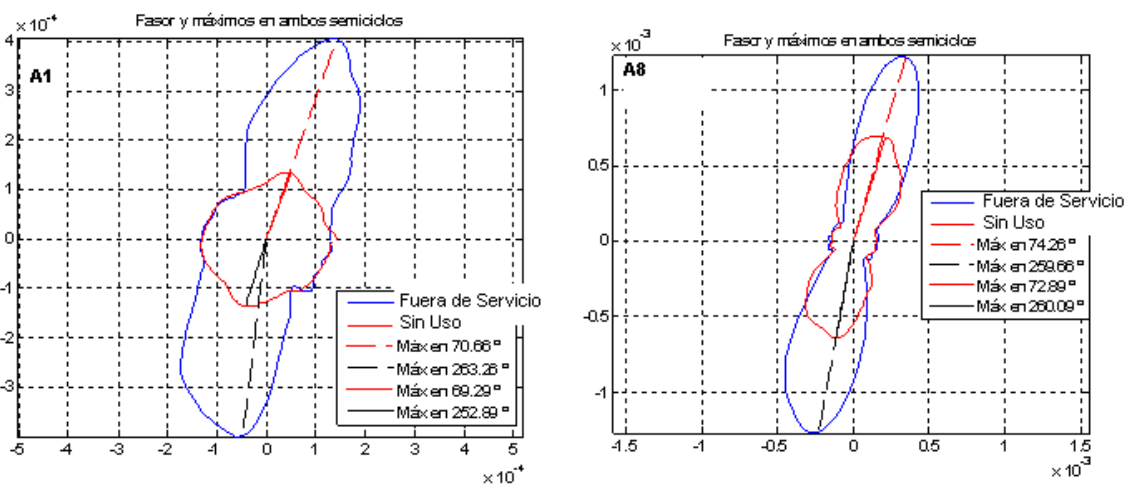 Fasor y máximos en ambos semiciclos
×10⁻⁴
A1
4
3
2
1
0
-1
-2
-3
-5
-4
-3
-2
-1
0
1
2
3
4
5
×10⁻⁴
Fuera de Servicio
Sin Uso
Máx en 70.66 º
Máx en 263.26 º
Máx en 69.29 º
Máx en 252.89 º
Fasor y máximos en ambos semiciclos
×10⁻³
A8
1
0.5
0
-0.5
-1
-1.5
-1
-0.5
0
0.5
1
1.5
×10⁻³
Fuera de Servicio
Sin Uso
Máx en 74.26 º
Máx en 259.66 º
Máx en 72.89 º
Máx en 260.09 º